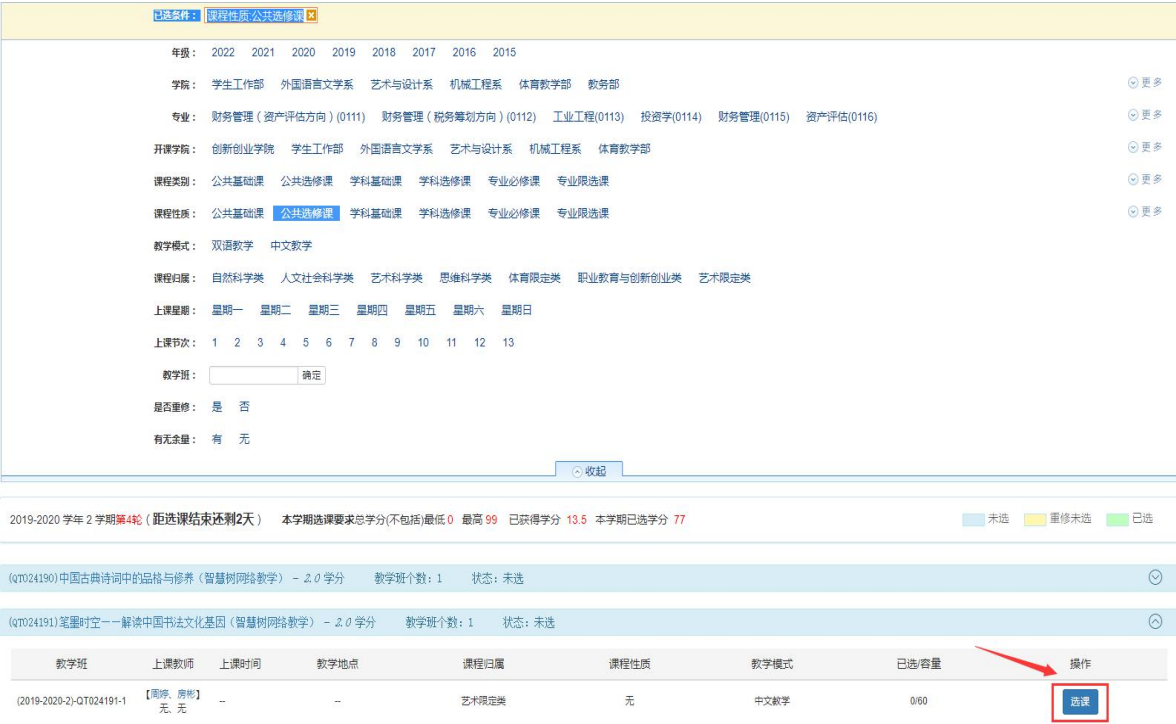 已选条件： 课程性质:公共选修课
年级： 2022 2021 2020 2019 2018 2017 2016 2015
学院： 学生工作部 外国语言文学系 艺术与设计系 机械工程系 体育教学部 教务部 更多
专业： 财务管理（资产评估方向）(0111) 财务管理（税务筹划方向）(0112) 工业工程(0113) 投资学(0114) 财务管理(0115) 资产评估(0116) 更多
开课学院： 创新创业学院 学生工作部 外国语言文学系 艺术与设计系 机械工程系 体育教学部 更多
课程类别： 公共基础课 公共选修课 学科基础课 学科选修课 专业必修课 专业限选课 更多
课程性质： 公共基础课 公共选修课 学科基础课 学科选修课 专业必修课 专业限选课 更多
教学模式： 双语教学 中文教学
课程归属： 自然科学类 人文社会科学类 艺术科学类 思维科学类 体育限定类 职业教育与创新创业类 艺术限定类
上课星期： 星期一 星期二 星期三 星期四 星期五 星期六 星期日
上课节次： 1 2 3 4 5 6 7 8 9 10 11 12 13
教学班： 确定
是否重修： 是 否
有无余量： 有 无
收起
2019-2020 学年 2 学期第4轮（距选课结束还剩2天） 本学期选课要求总学分(不包括)最低 0 最高 99 已获得学分 13.5 本学期已选学分 77 未选 重修未选 已选
(QT024190)中国古典诗词中的品格与修养（智慧树网络教学） - 2.0 学分 教学班个数：1 状态：未选
(QT024191)笔墨时空——解读中国书法文化基因（智慧树网络教学） - 2.0 学分 教学班个数：1 状态：未选
教学班 上课教师 上课时间 教学地点 课程归属 课程性质 教学模式 已选/容量 操作
(2019-2020-2)-QT024191-1 【周婷、房彬】 -- -- 艺术限定类 无 中文教学 0/60 选课
无、无